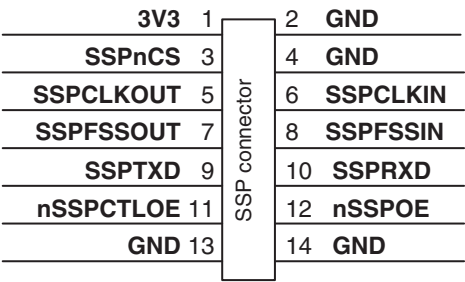 3V3 1 2 GND
SSPnCS 3 4 GND
SSPCLKOUT 5 6 SSPCLKIN
SSPFSSOUT 7 8 SSPFSSIN
SSPTXD 9 10 SSPRXD
nSSPCTLOE 11 12 nSSPOE
GND 13 14 GND
SSP connector